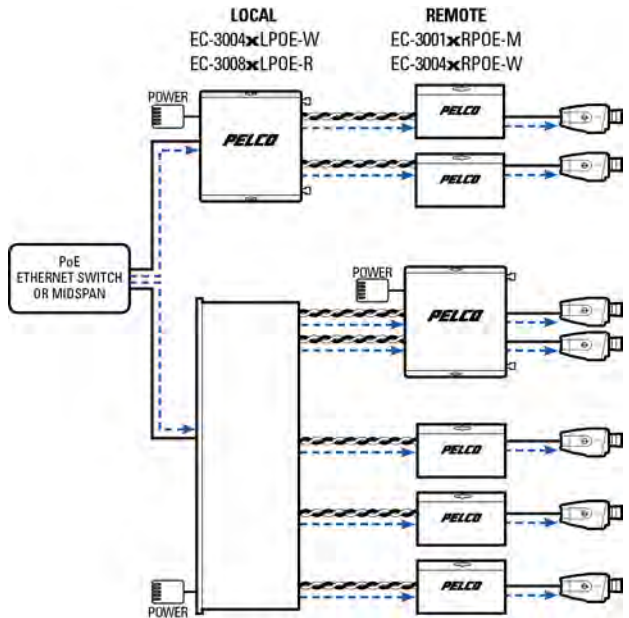 LOCAL
EC-3004xLPOE-W
EC-3008xLPOE-R
REMOTE
EC-3001xRPOE-M
EC-3004xRPOE-W
POWER
PELCO
PELCO
PELCO
PoE
ETHERNET SWITCH
OR MIDSPAN
POWER
PELCO
PELCO
PELCO
PELCO
POWER